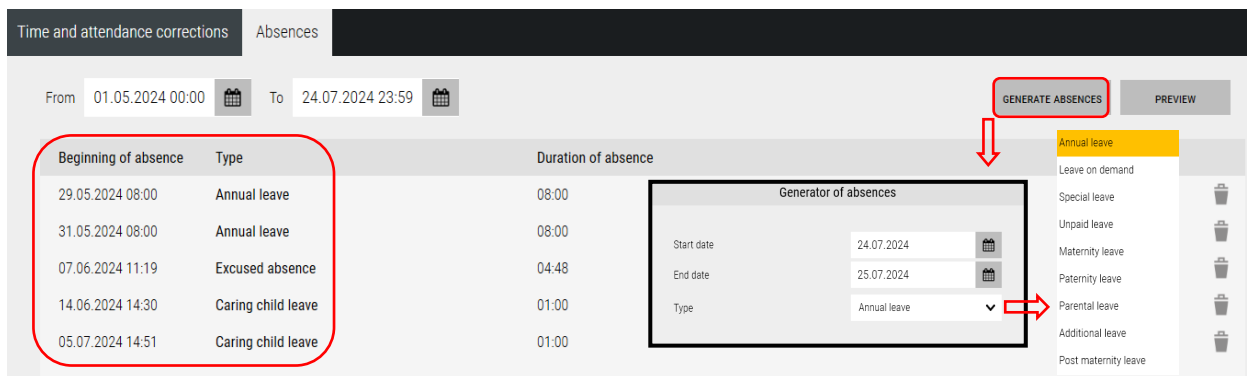 Time and attendance corrections Absences
From 01.05.2024 00:00 To 24.07.2024 23:59 GENERATE ABSENCES PREVIEW
Beginning of absence Type Duration of absence
29.05.2024 08:00 Annual leave 08:00
31.05.2024 08:00 Annual leave 08:00
07.06.2024 11:19 Excused absence 04:48
14.06.2024 14:30 Caring child leave 01:00
05.07.2024 14:51 Caring child leave 01:00
Generator of absences
Start date 24.07.2024
End date 25.07.2024
Type Annual leave
Annual leave
Leave on demand
Special leave
Unpaid leave
Maternity leave
Paternity leave
Parental leave
Additional leave
Post maternity leave